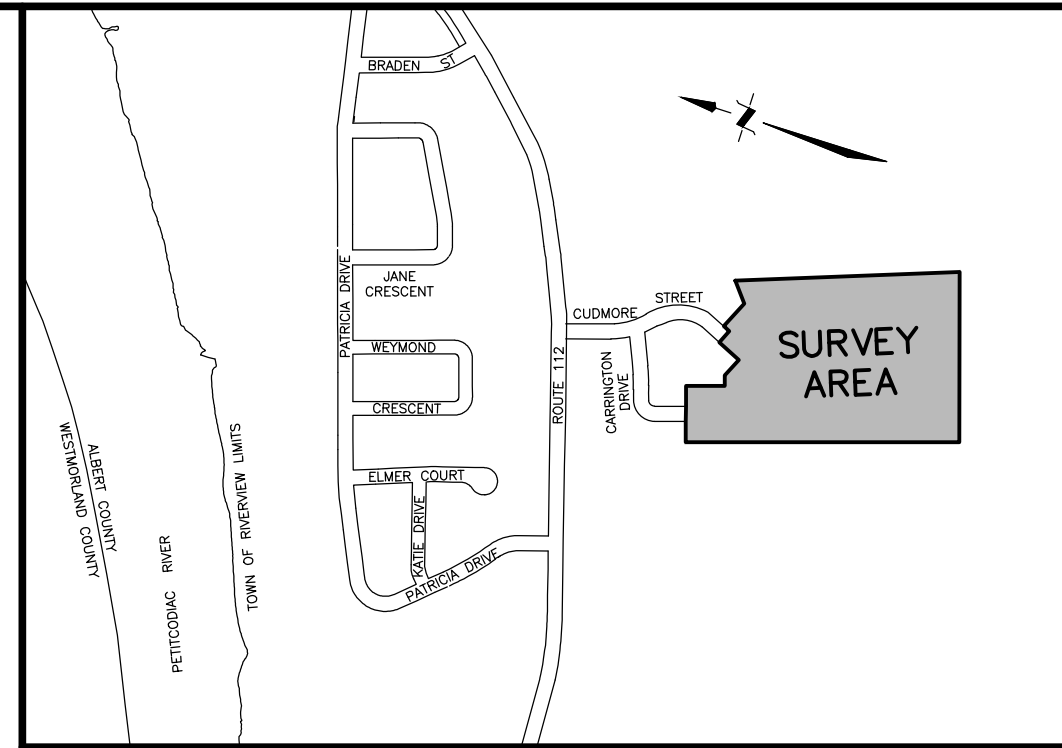 BRADEN ST
JANE
CRESCENT
PATRICIA DRIVE
WEYMOND
CRESCENT
ELMER COURT
KATIE DRIVE
PATRICIA DRIVE
ROUTE 112
CUDMORE STREET
CARRINGTON
DRIVE
SURVEY
AREA
ALBERT COUNTY
WESTMORLAND COUNTY
PETITCODIAC RIVER
TOWN OF RIVERVIEW LIMITS
N